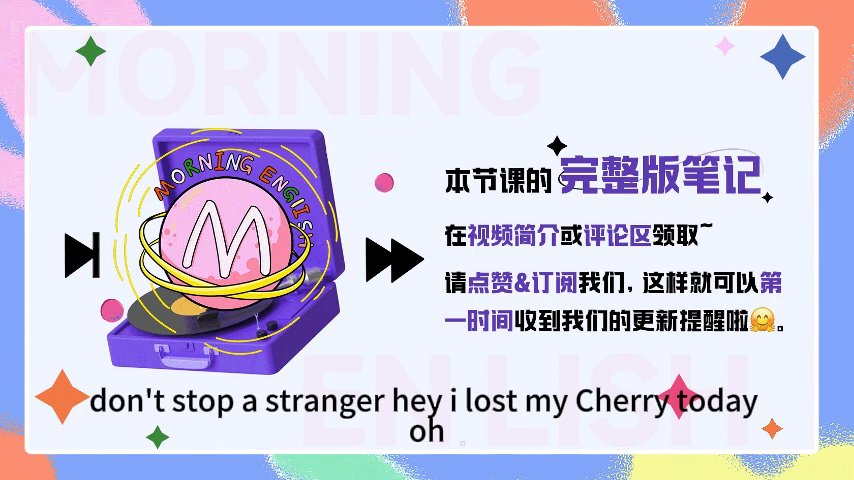 MORNING
MORNING ENGLISH
M
本节课的 完整版笔记
在视频简介或评论区领取~
请点赞&订阅我们，这样就可以第
一时间收到我们的更新提醒啦🤗。
EN LISH
don't stop a stranger hey i lost my Cherry today
oh